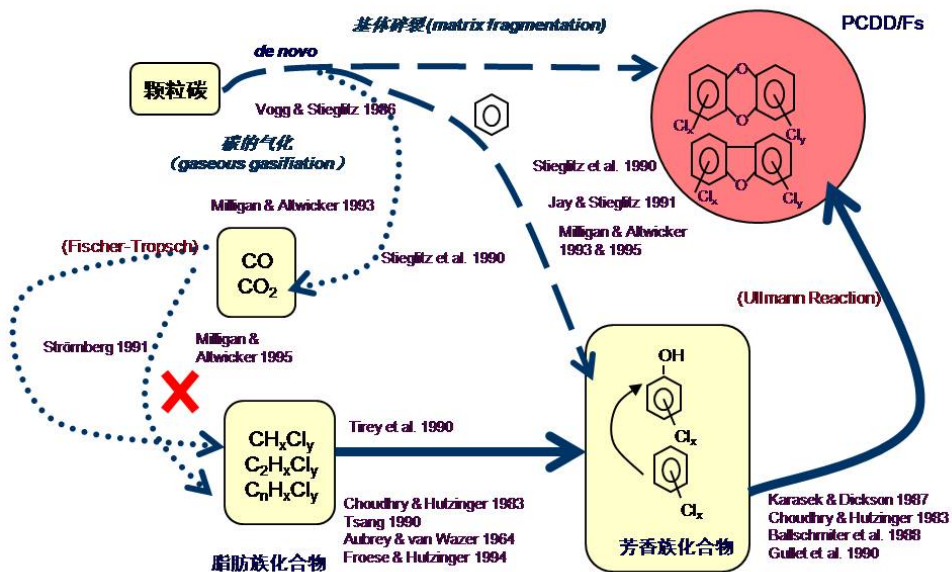 基体碎裂(matrix fragmentation)
PCDD/Fs
de novo
颗粒碳
Vogg & Stieglitz 1986
碳的气化
(gaseous gasifiation)
O
O
Clx
Cly
O
Clx
Cly
Stieglitz et al. 1990
Jay & Stieglitz 1991
Milligan & Altwicker
1993 & 1995
Milligan & Altwicker 1993
(Fischer-Tropsch)
CO
CO2
Stieglitz et al. 1990
(Ullmann Reaction)
Strömberg 1991
Milligan &
Altwicker 1995
OH
Clx
Clx
CHxCly
C2HxCly
CnHxCly
Tirey et al. 1990
Choudhry & Hutzinger 1983
Tsang 1990
Aubrey & van Wazer 1964
Froese & Hutzinger 1994
脂肪族化合物
芳香族化合物
Karasek & Dickson 1987
Choudhry & Hutzinger 1983
Ballschmiter et al. 1988
Gullet et al. 1990